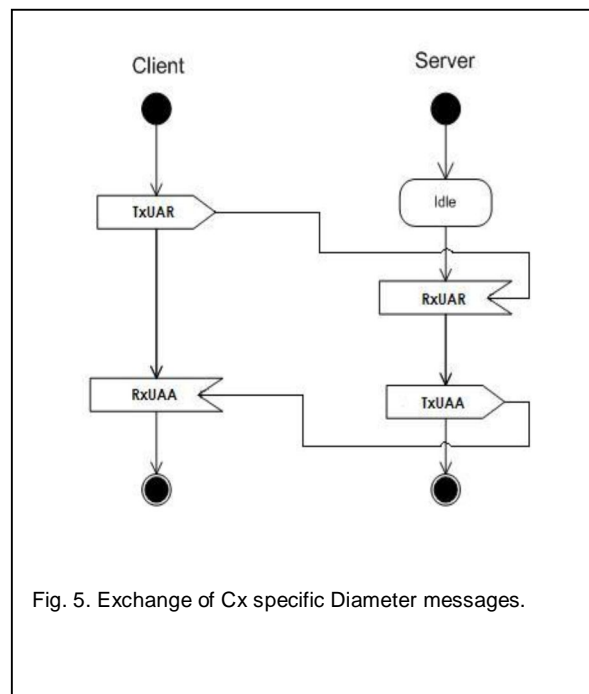 Client
Server
TxUAR
Idle
RxUAR
RxUAA
TxUAA
Fig. 5. Exchange of Cx specific Diameter messages.